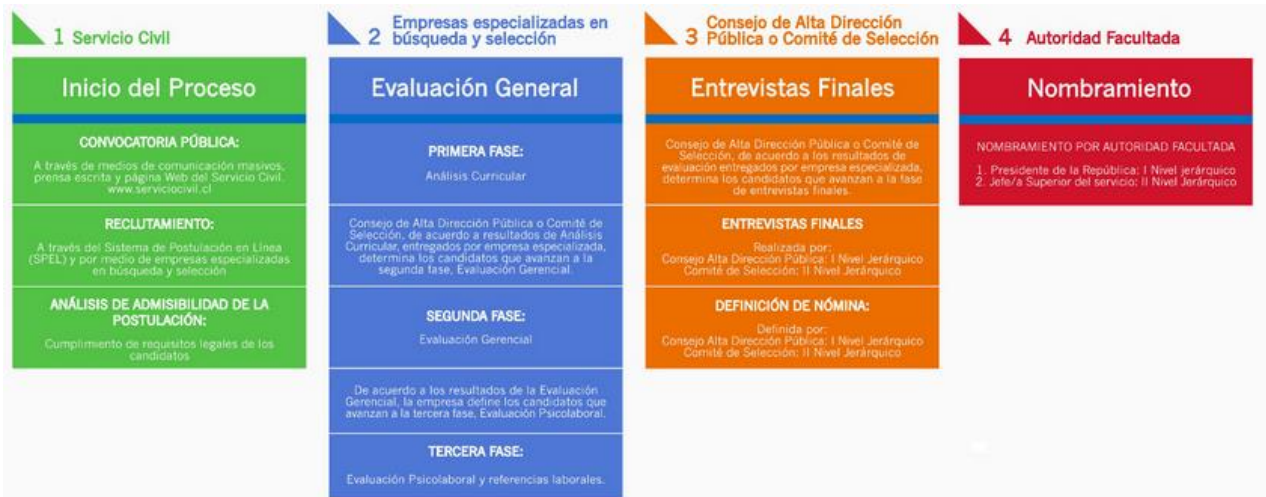 1 Servicio Civil
Inicio del Proceso
CONVOCATORIA PÚBLICA:
A través de medios de comunicación masivos,
prensa escrita y página Web del Servicio Civil.
www.serviciocivil.cl
RECLUTAMIENTO:
A través del Sistema de Postulación en Línea
(SPEL) y por medio de empresas especializadas
en búsqueda y selección
ANÁLISIS DE ADMISIBILIDAD DE LA
POSTULACIÓN:
Cumplimiento de requisitos legales de los
candidatos
2 Empresas especializadas en
búsqueda y selección
Evaluación General
PRIMERA FASE:
Análisis Curricular
Consejo de Alta Dirección Pública o Comité de
Selección, de acuerdo a resultados de Análisis
Curricular, entregados por empresa especializada,
determina los candidatos que avanzan a la
segunda fase, Evaluación Gerencial.
SEGUNDA FASE:
Evaluación Gerencial
De acuerdo a los resultados de la Evaluación
Gerencial, la empresa define los candidatos que
avanzan a la tercera fase, Evaluación Psicolaboral.
TERCERA FASE:
Evaluación Psicolaboral y referencias laborales.
3 Consejo de Alta Dirección
Pública o Comité de Selección
Entrevistas Finales
Consejo de Alta Dirección Pública o Comité de
Selección, de acuerdo a los resultados de
evaluación entregados por empresa especializada,
determina los candidatos que avanzan a la fase
de entrevistas finales.
ENTREVISTAS FINALES
Realizada por:
Consejo Alta Dirección Pública: I Nivel Jerárquico
Comité de Selección: II Nivel Jerárquico
DEFINICIÓN DE NÓMINA:
Definida por:
Consejo Alta Dirección Pública: I Nivel Jerárquico
Comité de Selección: II Nivel Jerárquico
4 Autoridad Facultada
Nombramiento
NOMBRAMIENTO POR AUTORIDAD FACULTADA
1. Presidente de la República: I Nivel jerárquico
2. Jefe/a Superior del servicio: II Nivel Jerárquico